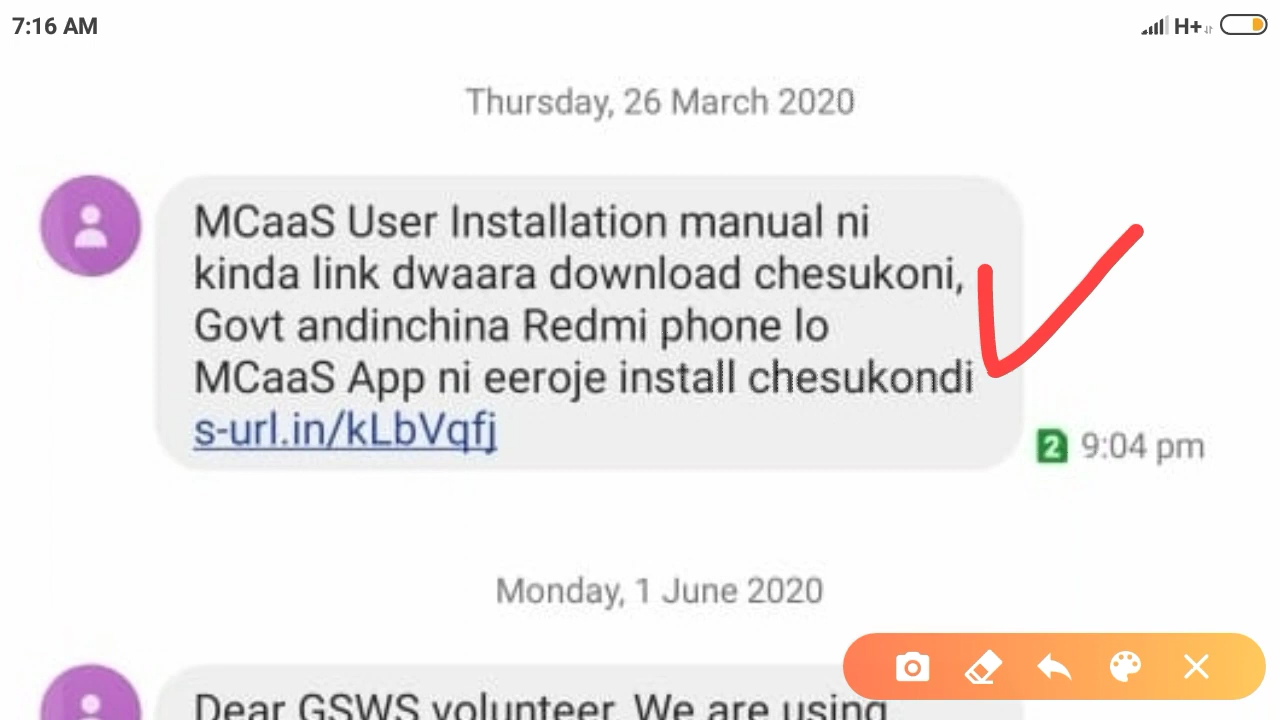 7:16 AM
H+
Thursday, 26 March 2020
MCaaS User Installation manual ni
kinda link dwaara download chesukoni,
Govt andinchina Redmi phone lo
MCaaS App ni eeroje install chesukondi
s-url.in/kLbVqfj
2 9:04 pm
Monday, 1 June 2020
Dear GSWS volunteer, We are using